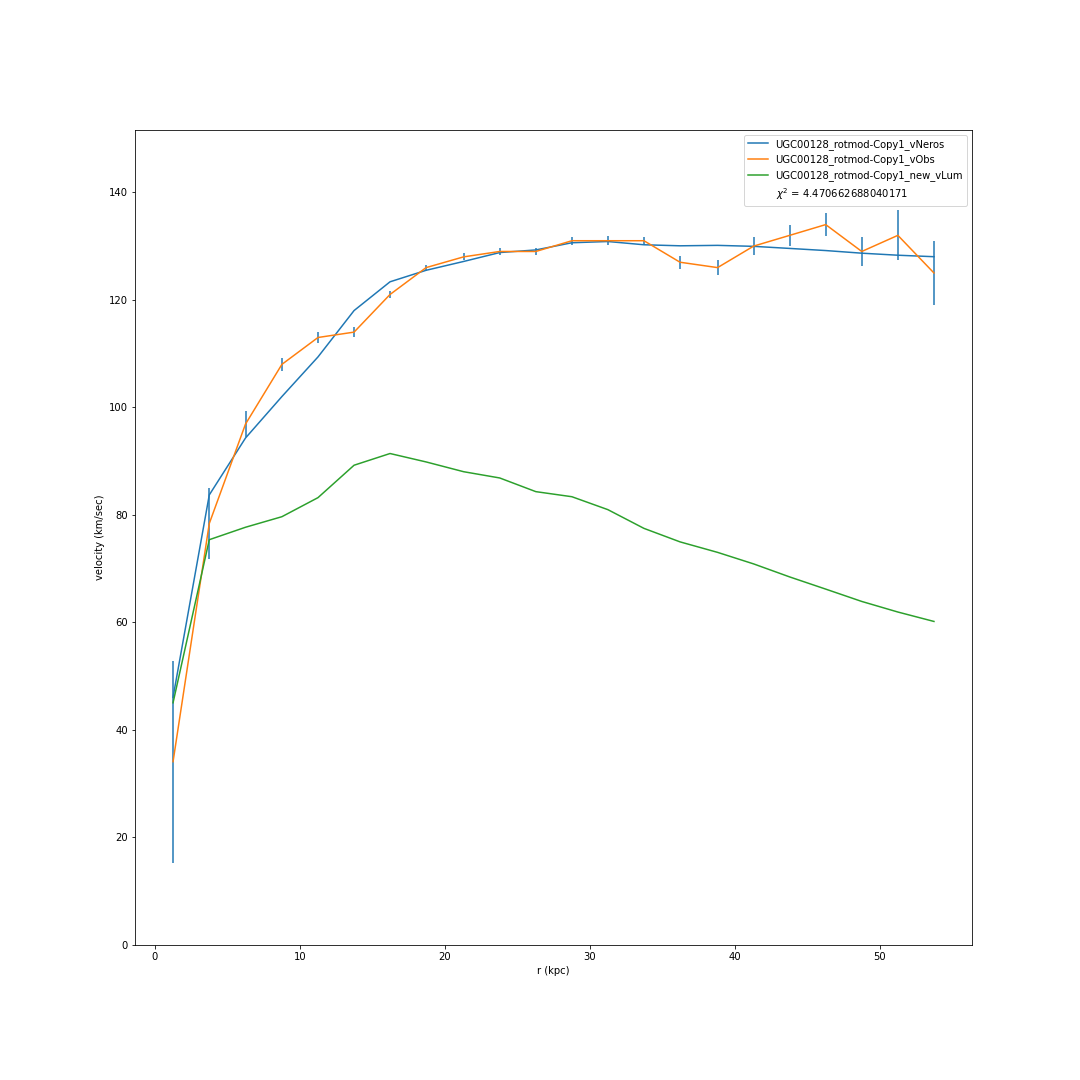 UGC00128_rotmod-Copy1_vNeros
UGC00128_rotmod-Copy1_vObs
UGC00128_rotmod-Copy1_new_vLum
χ² = 4.470662688040171
140
120
100
80
60
40
20
0
velocity (km/sec)
0 10 20 30 40 50
r (kpc)